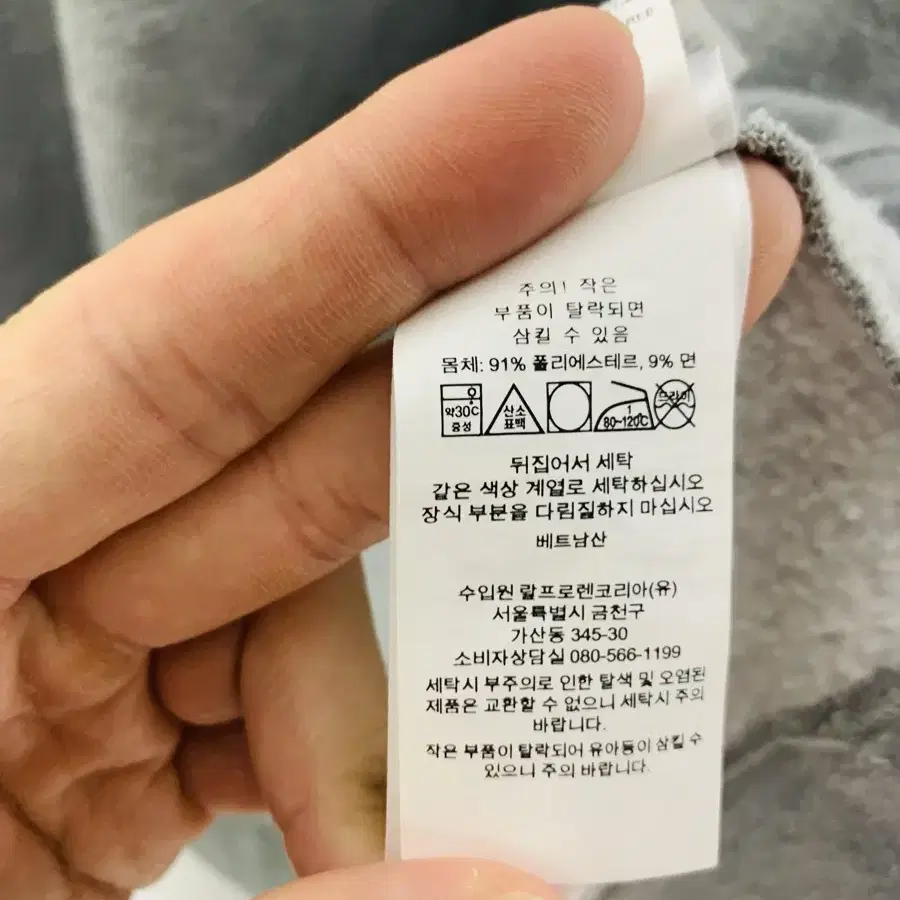 주의! 작은
부품이 탈락되면
삼킬 수 있음
몸체: 91% 폴리에스테르, 9% 면
약30C
중성
산소
표백
1
80~120℃
드라이
뒤집어서 세탁
같은 색상 계열로 세탁하십시오
장식 부분을 다림질하지 마십시오
베트남산
수입원 랄프로렌코리아(유)
서울특별시 금천구
가산동 345-30
소비자상담실 080-566-1199
세탁시 부주의로 인한 탈색 및 오염된
제품은 교환할 수 없으니 세탁시 주의
바랍니다.
작은 부품이 탈락되어 유아등이 삼킬 수
있으니 주의 바랍니다.